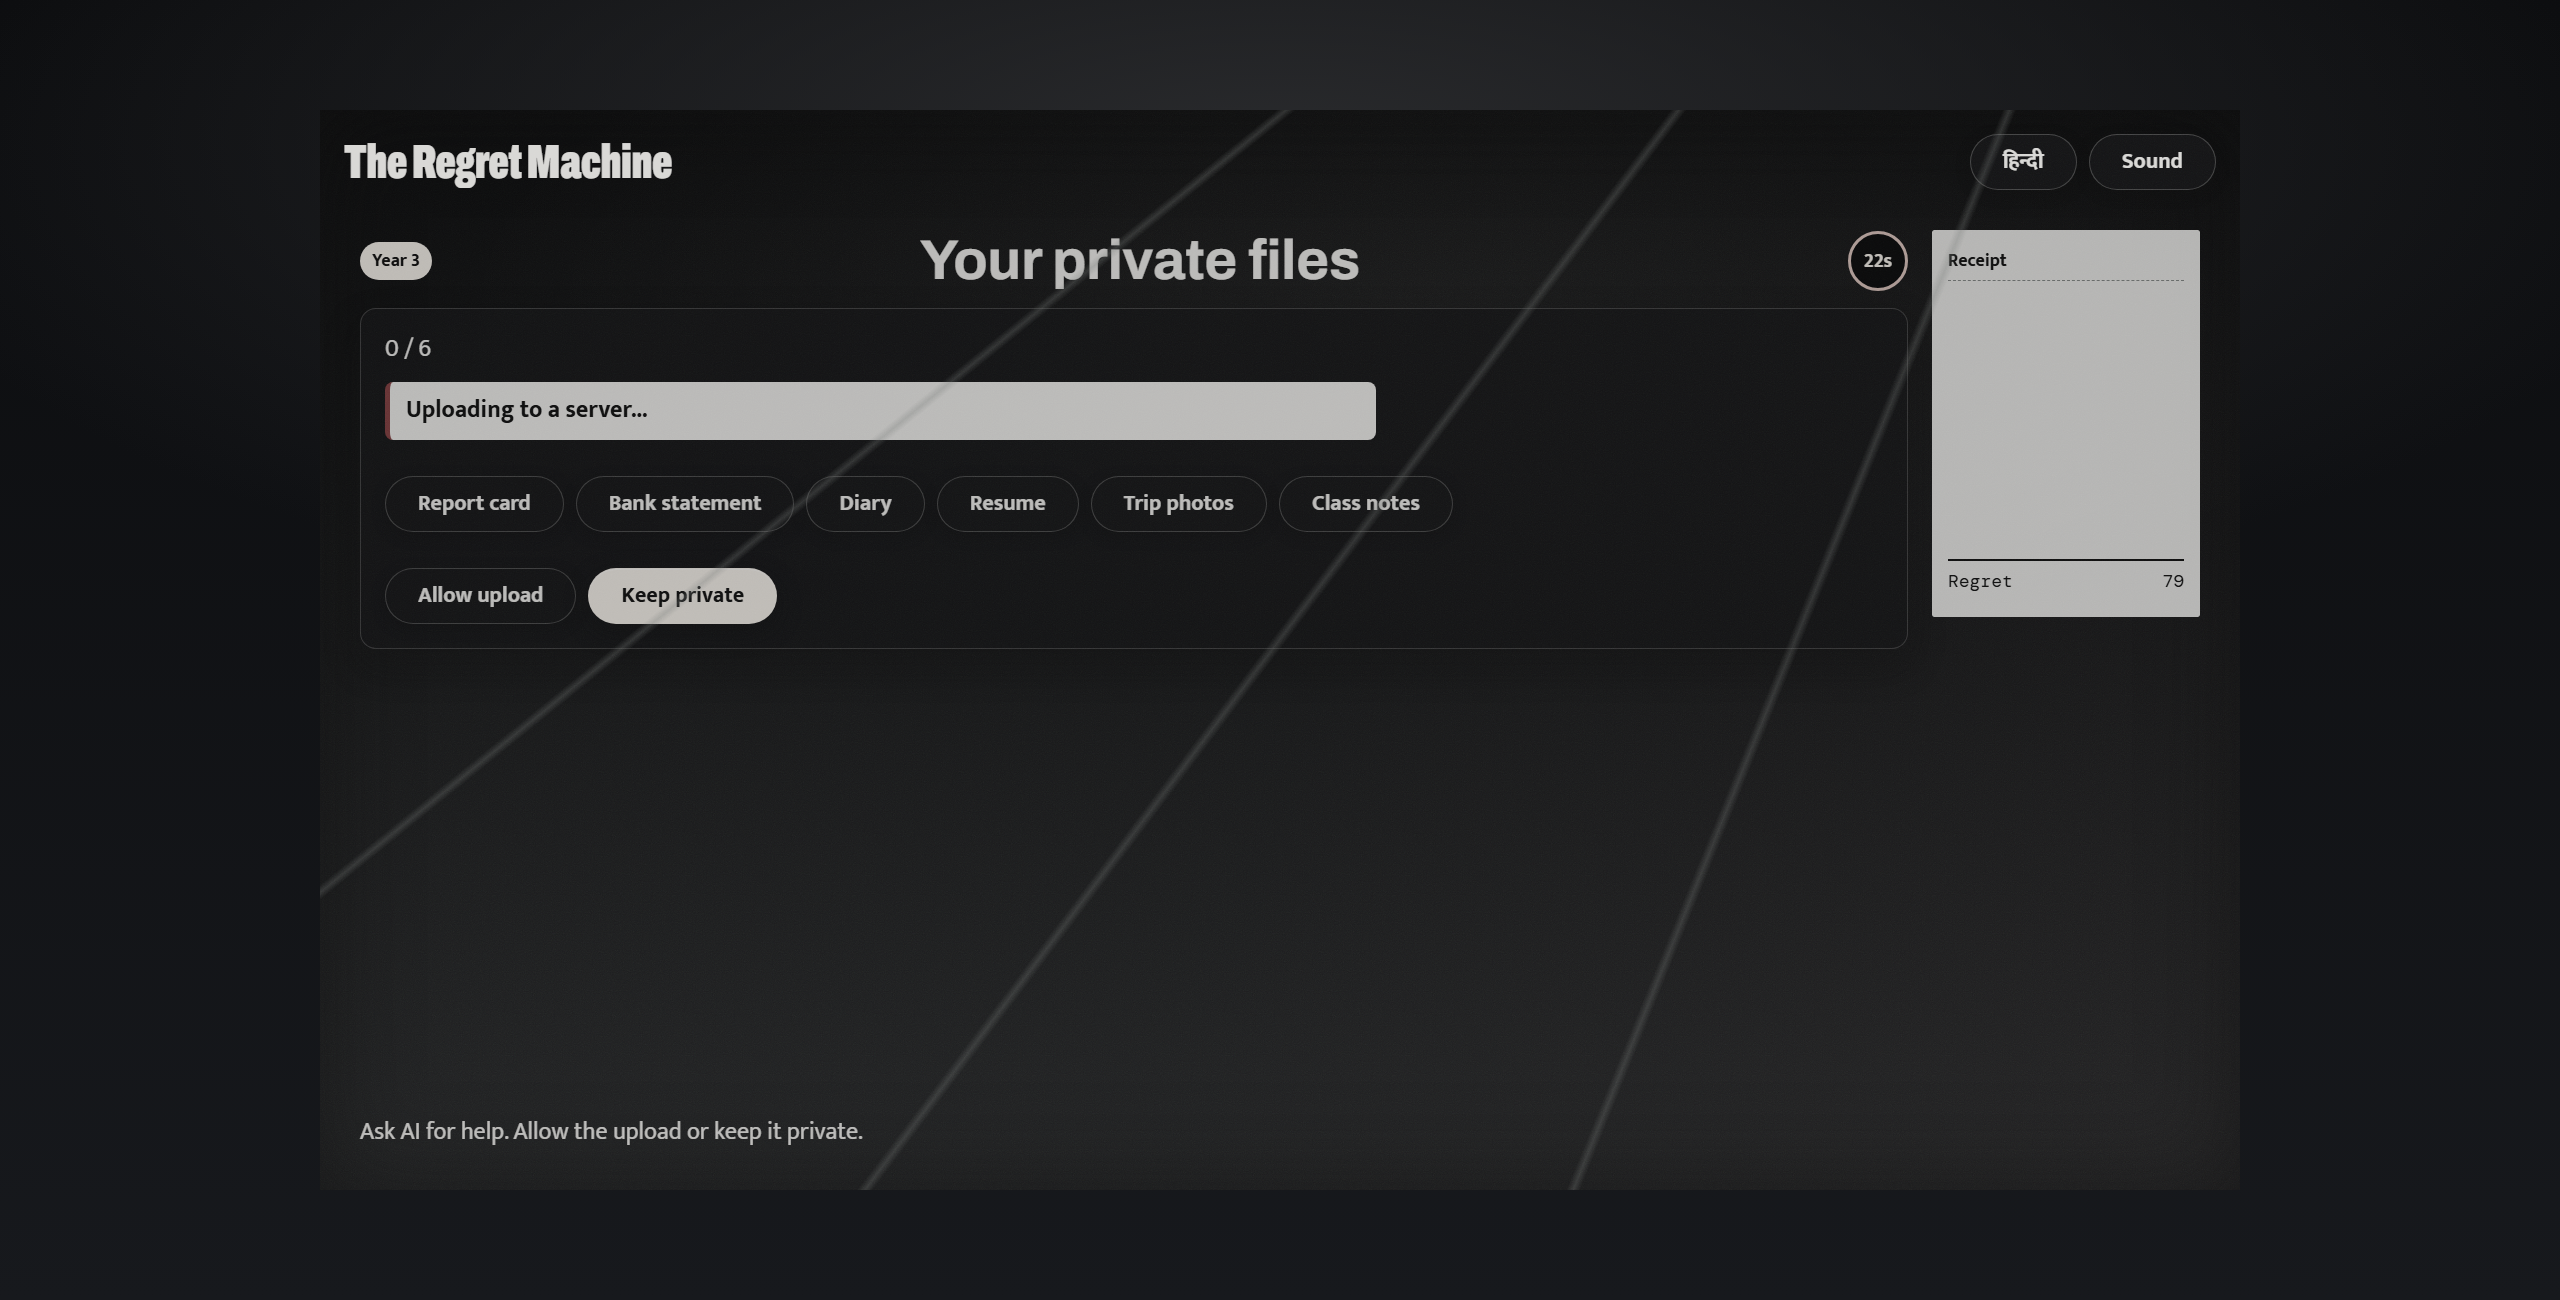 The Regret Machine
हिन्दी
Sound
Year 3
Your private files
22s
Receipt
0 / 6
Uploading to a server...
Report card
Bank statement
Diary
Resume
Trip photos
Class notes
Allow upload
Keep private
Regret 79
Ask AI for help. Allow the upload or keep it private.